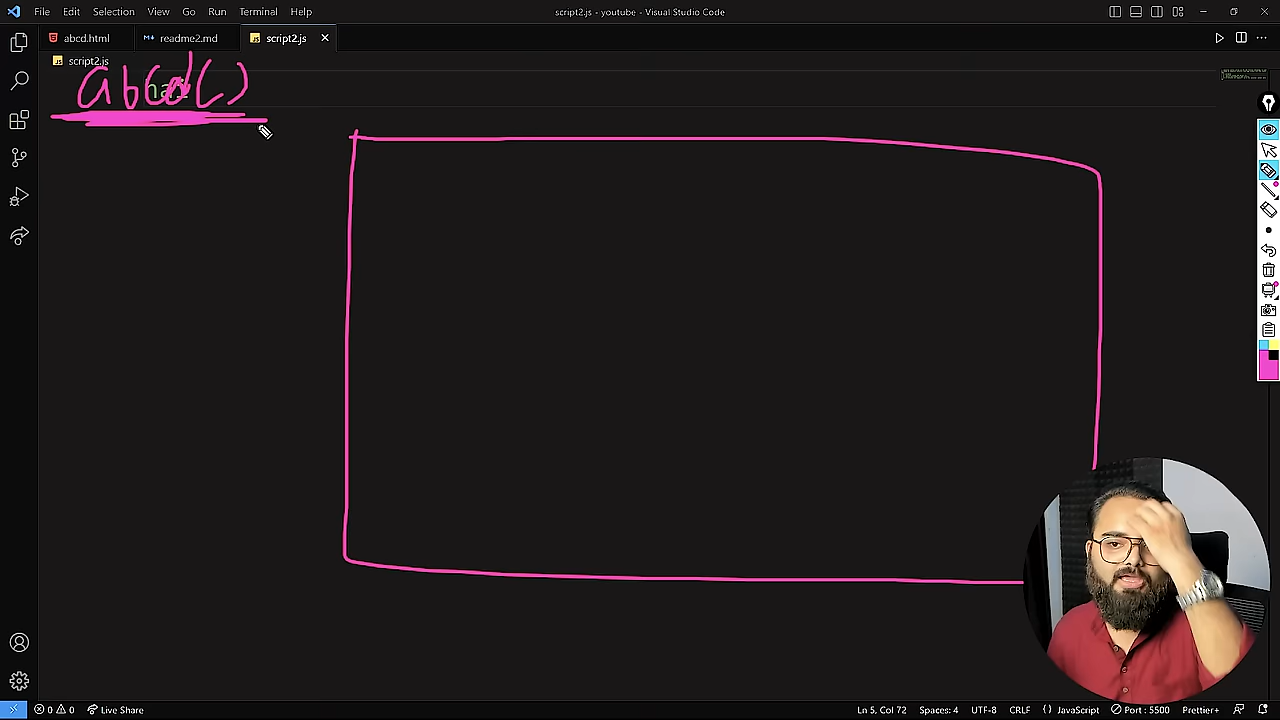 File Edit Selection View Go Run Terminal Help script2.js - youtube - Visual Studio Code
abcd.html readme2.md script2.js
script2.js
abcd()
0 0 Live Share Ln 5, Col 72 Spaces: 4 UTF-8 CRLF {} JavaScript Port : 5500 Prettier+